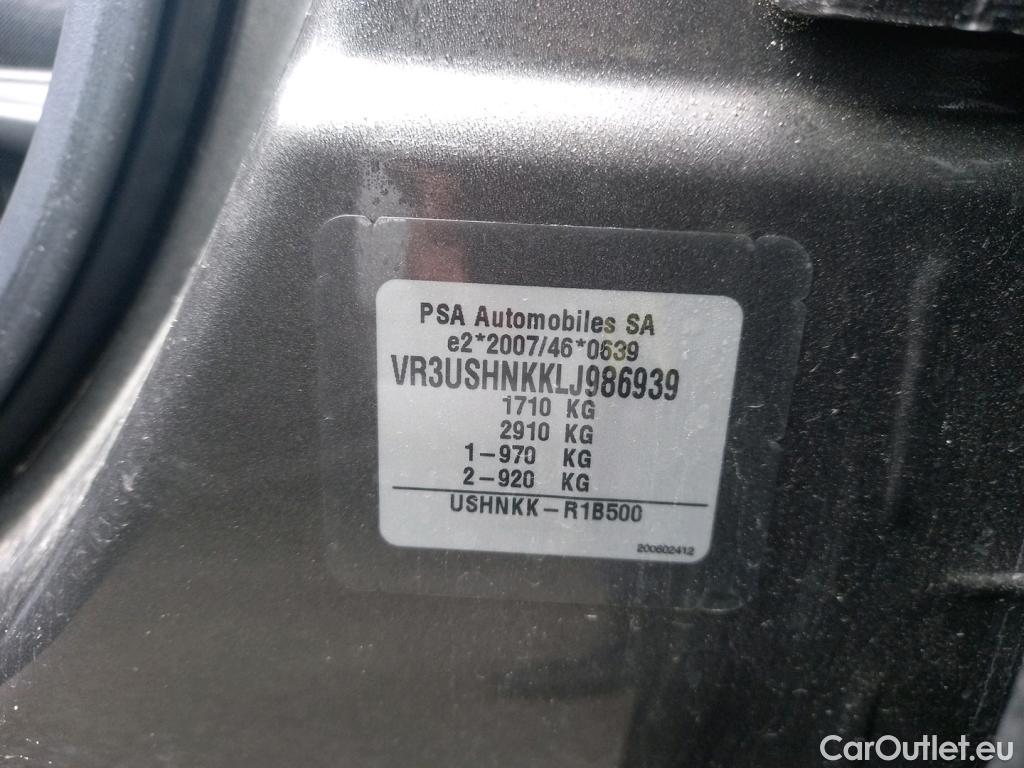 PSA Automobiles SA
e2*2007/46*0639
VR3USHNKKLJ986939
1710 KG
2910 KG
1-970 KG
2-920 KG
USHNKK-R1B500
200602412
CarOutlet.eu